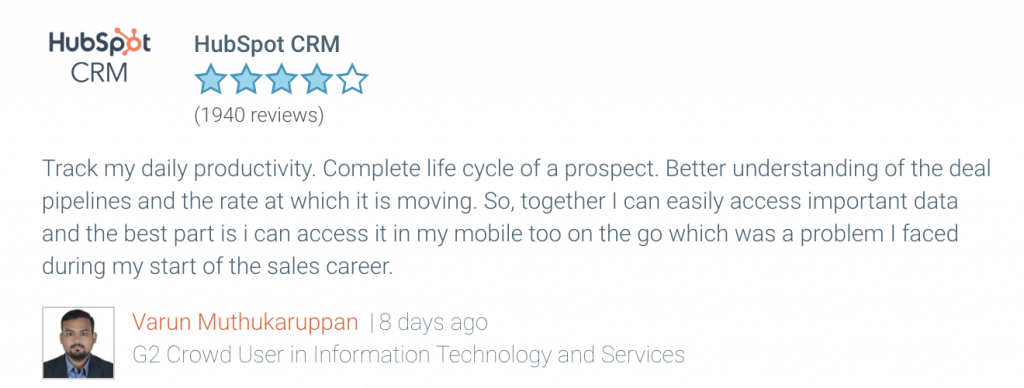 HubSpot
CRM
HubSpot CRM
(1940 reviews)
Track my daily productivity. Complete life cycle of a prospect. Better understanding of the deal
pipelines and the rate at which it is moving. So, together I can easily access important data
and the best part is i can access it in my mobile too on the go which was a problem I faced
during my start of the sales career.
Varun Muthukaruppan | 8 days ago
G2 Crowd User in Information Technology and Services